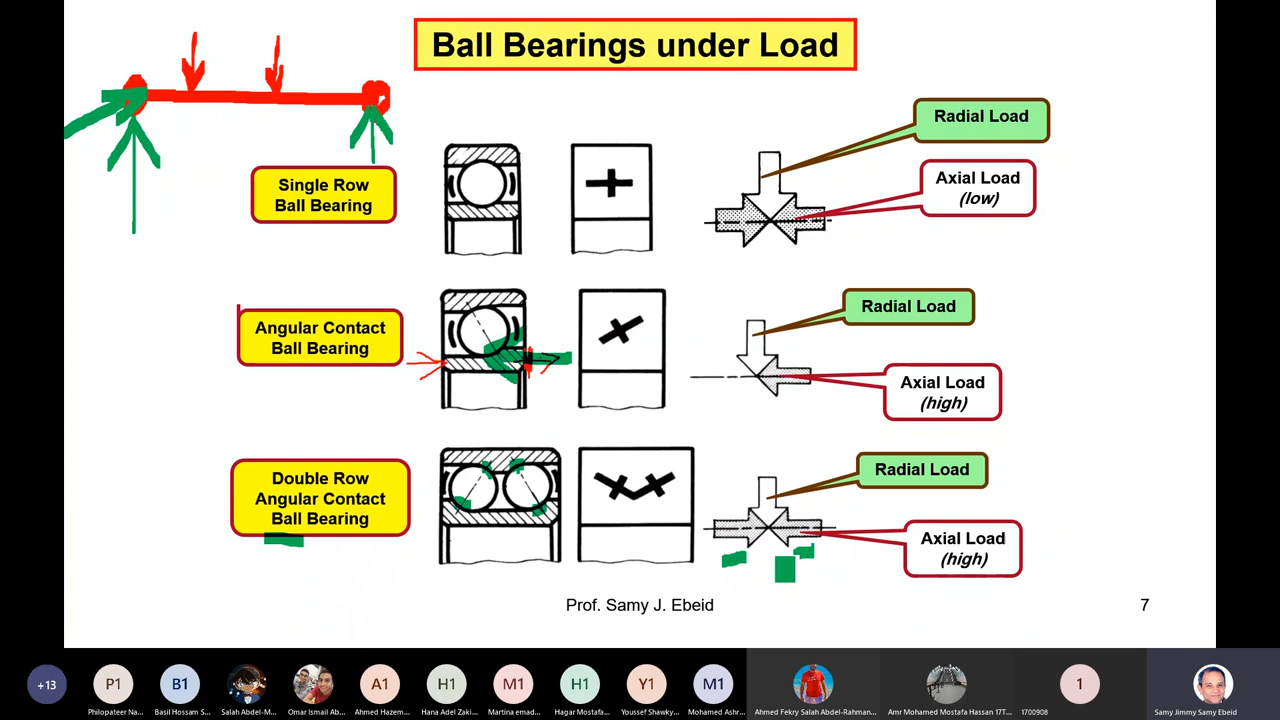 Ball Bearings under Load
Radial Load
Axial Load
(low)
Single Row
Ball Bearing
Radial Load
Angular Contact
Ball Bearing
Axial Load
(high)
Radial Load
Double Row
Angular Contact
Ball Bearing
Axial Load
(high)
Prof. Samy J. Ebeid
7
+13
P1
B1
A1
H1
M1
H1
Y1
M1
1
Philopateer Na...
Basil Hossam S...
Salah Abdel-M...
Omar Ismail Ab...
Ahmed Hazem...
Hana Adel Zaki...
Martina emad...
Hagar Mostafa...
Youssef Shawky...
Mohamed Ashr...
Ahmed Fekry Salah Abdel-Rahman...
Amr Mohamed Mostafa Hassan 17T...
1700908
Samy Jimmy Samy Ebeid